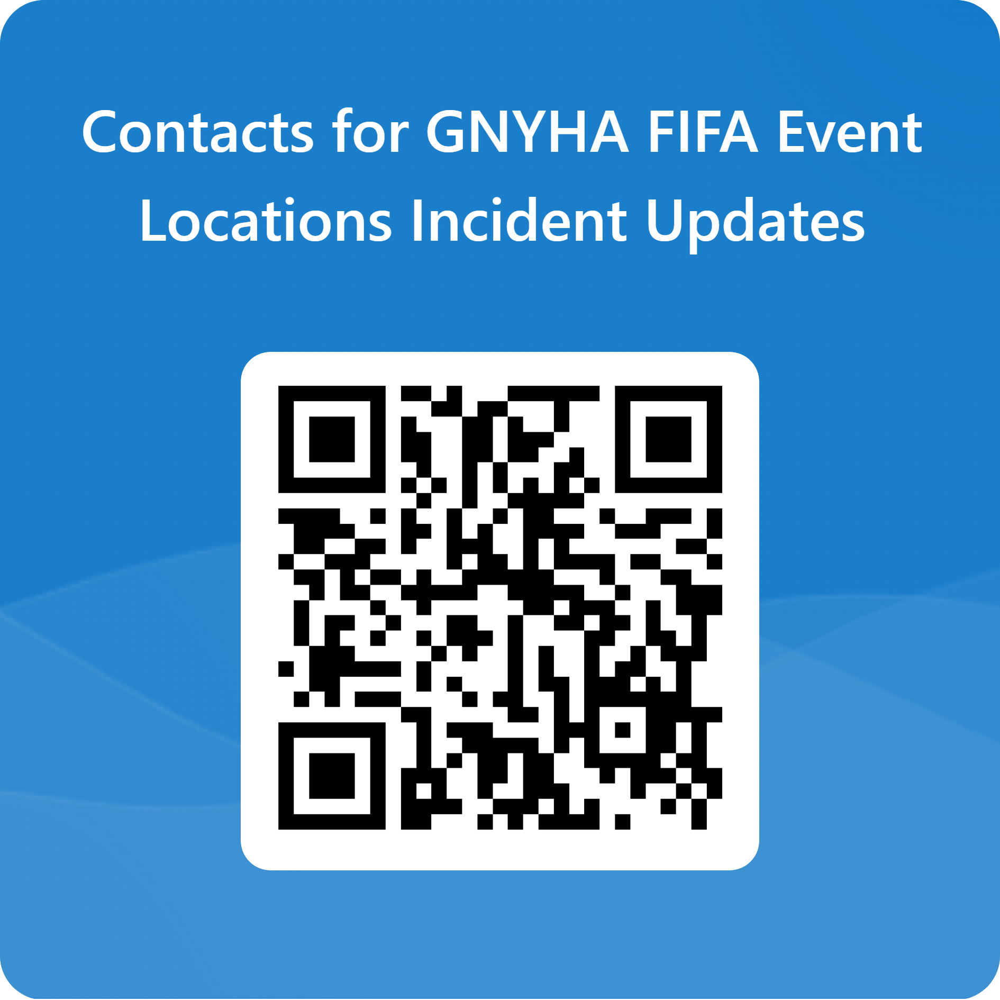 Contacts for GNYHA FIFA Event
Locations Incident Updates